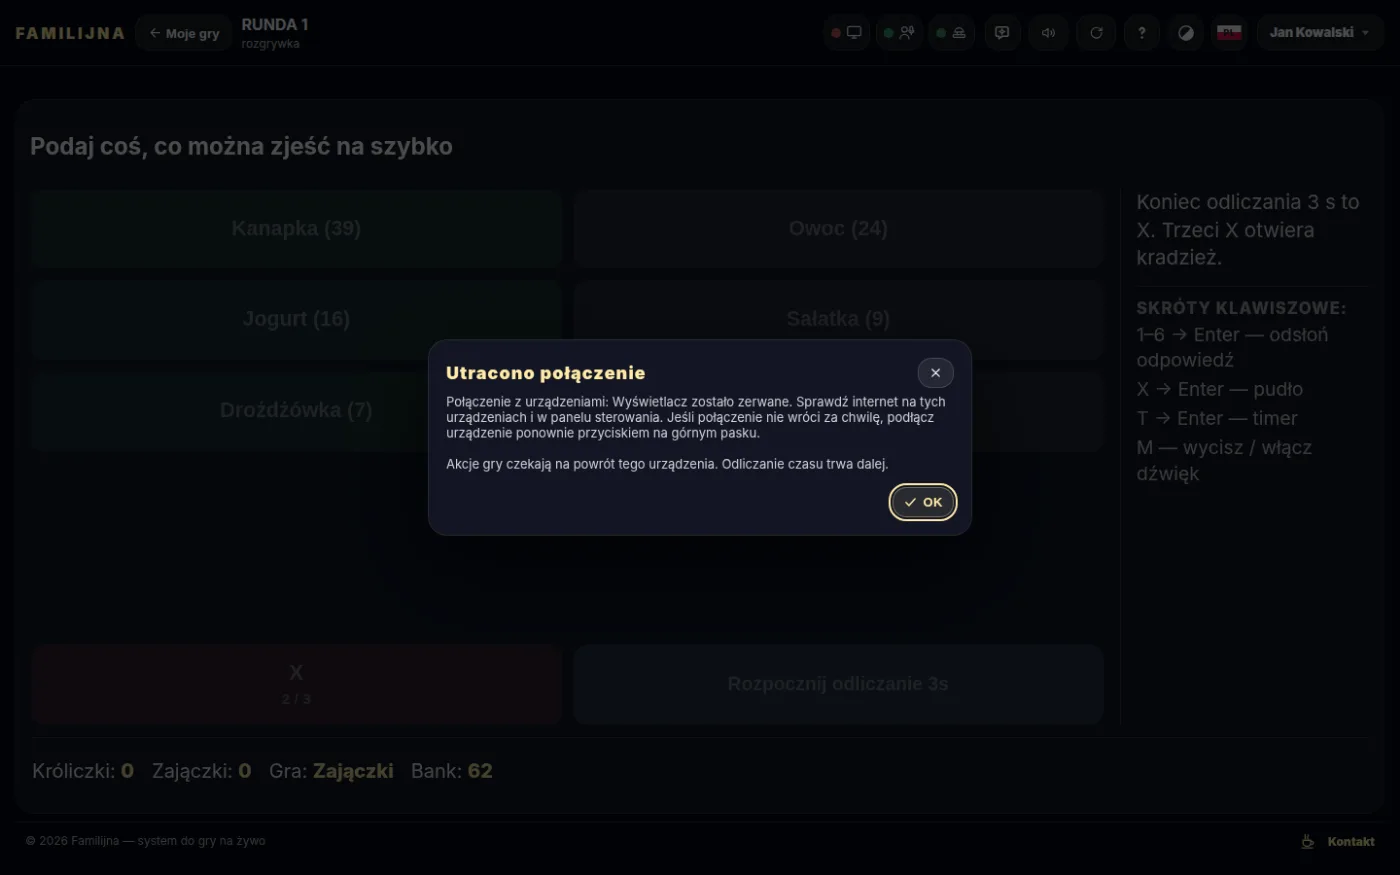 FAMILIJNA
← Moje gry
RUNDA 1
rozgrywka
?
PL
Jan Kowalski
Podaj coś, co można zjeść na szybko
Kanapka (39)
Owoc (24)
Jogurt (16)
Sałatka (9)
Drożdżówka (7)
Koniec odliczania 3 s to
X. Trzeci X otwiera
kradzież.
SKRÓTY KLAWISZOWE:
1–6 → Enter — odsłoń
odpowiedź
X → Enter — pudło
T → Enter — timer
M — wycisz / włącz
dźwięk
Utracono połączenie
Połączenie z urządzeniami: Wyświetlacz zostało zerwane. Sprawdź internet na tych
urządzeniach i w panelu sterowania. Jeśli połączenie nie wróci za chwilę, podłącz
urządzenie ponownie przyciskiem na górnym pasku.
Akcje gry czekają na powrót tego urządzenia. Odliczanie czasu trwa dalej.
OK
X
2 / 3
Rozpocznij odliczanie 3s
Króliczki: 0 Zajączki: 0 Gra: Zajączki Bank: 62
© 2026 Familijna — system do gry na żywo
Kontakt